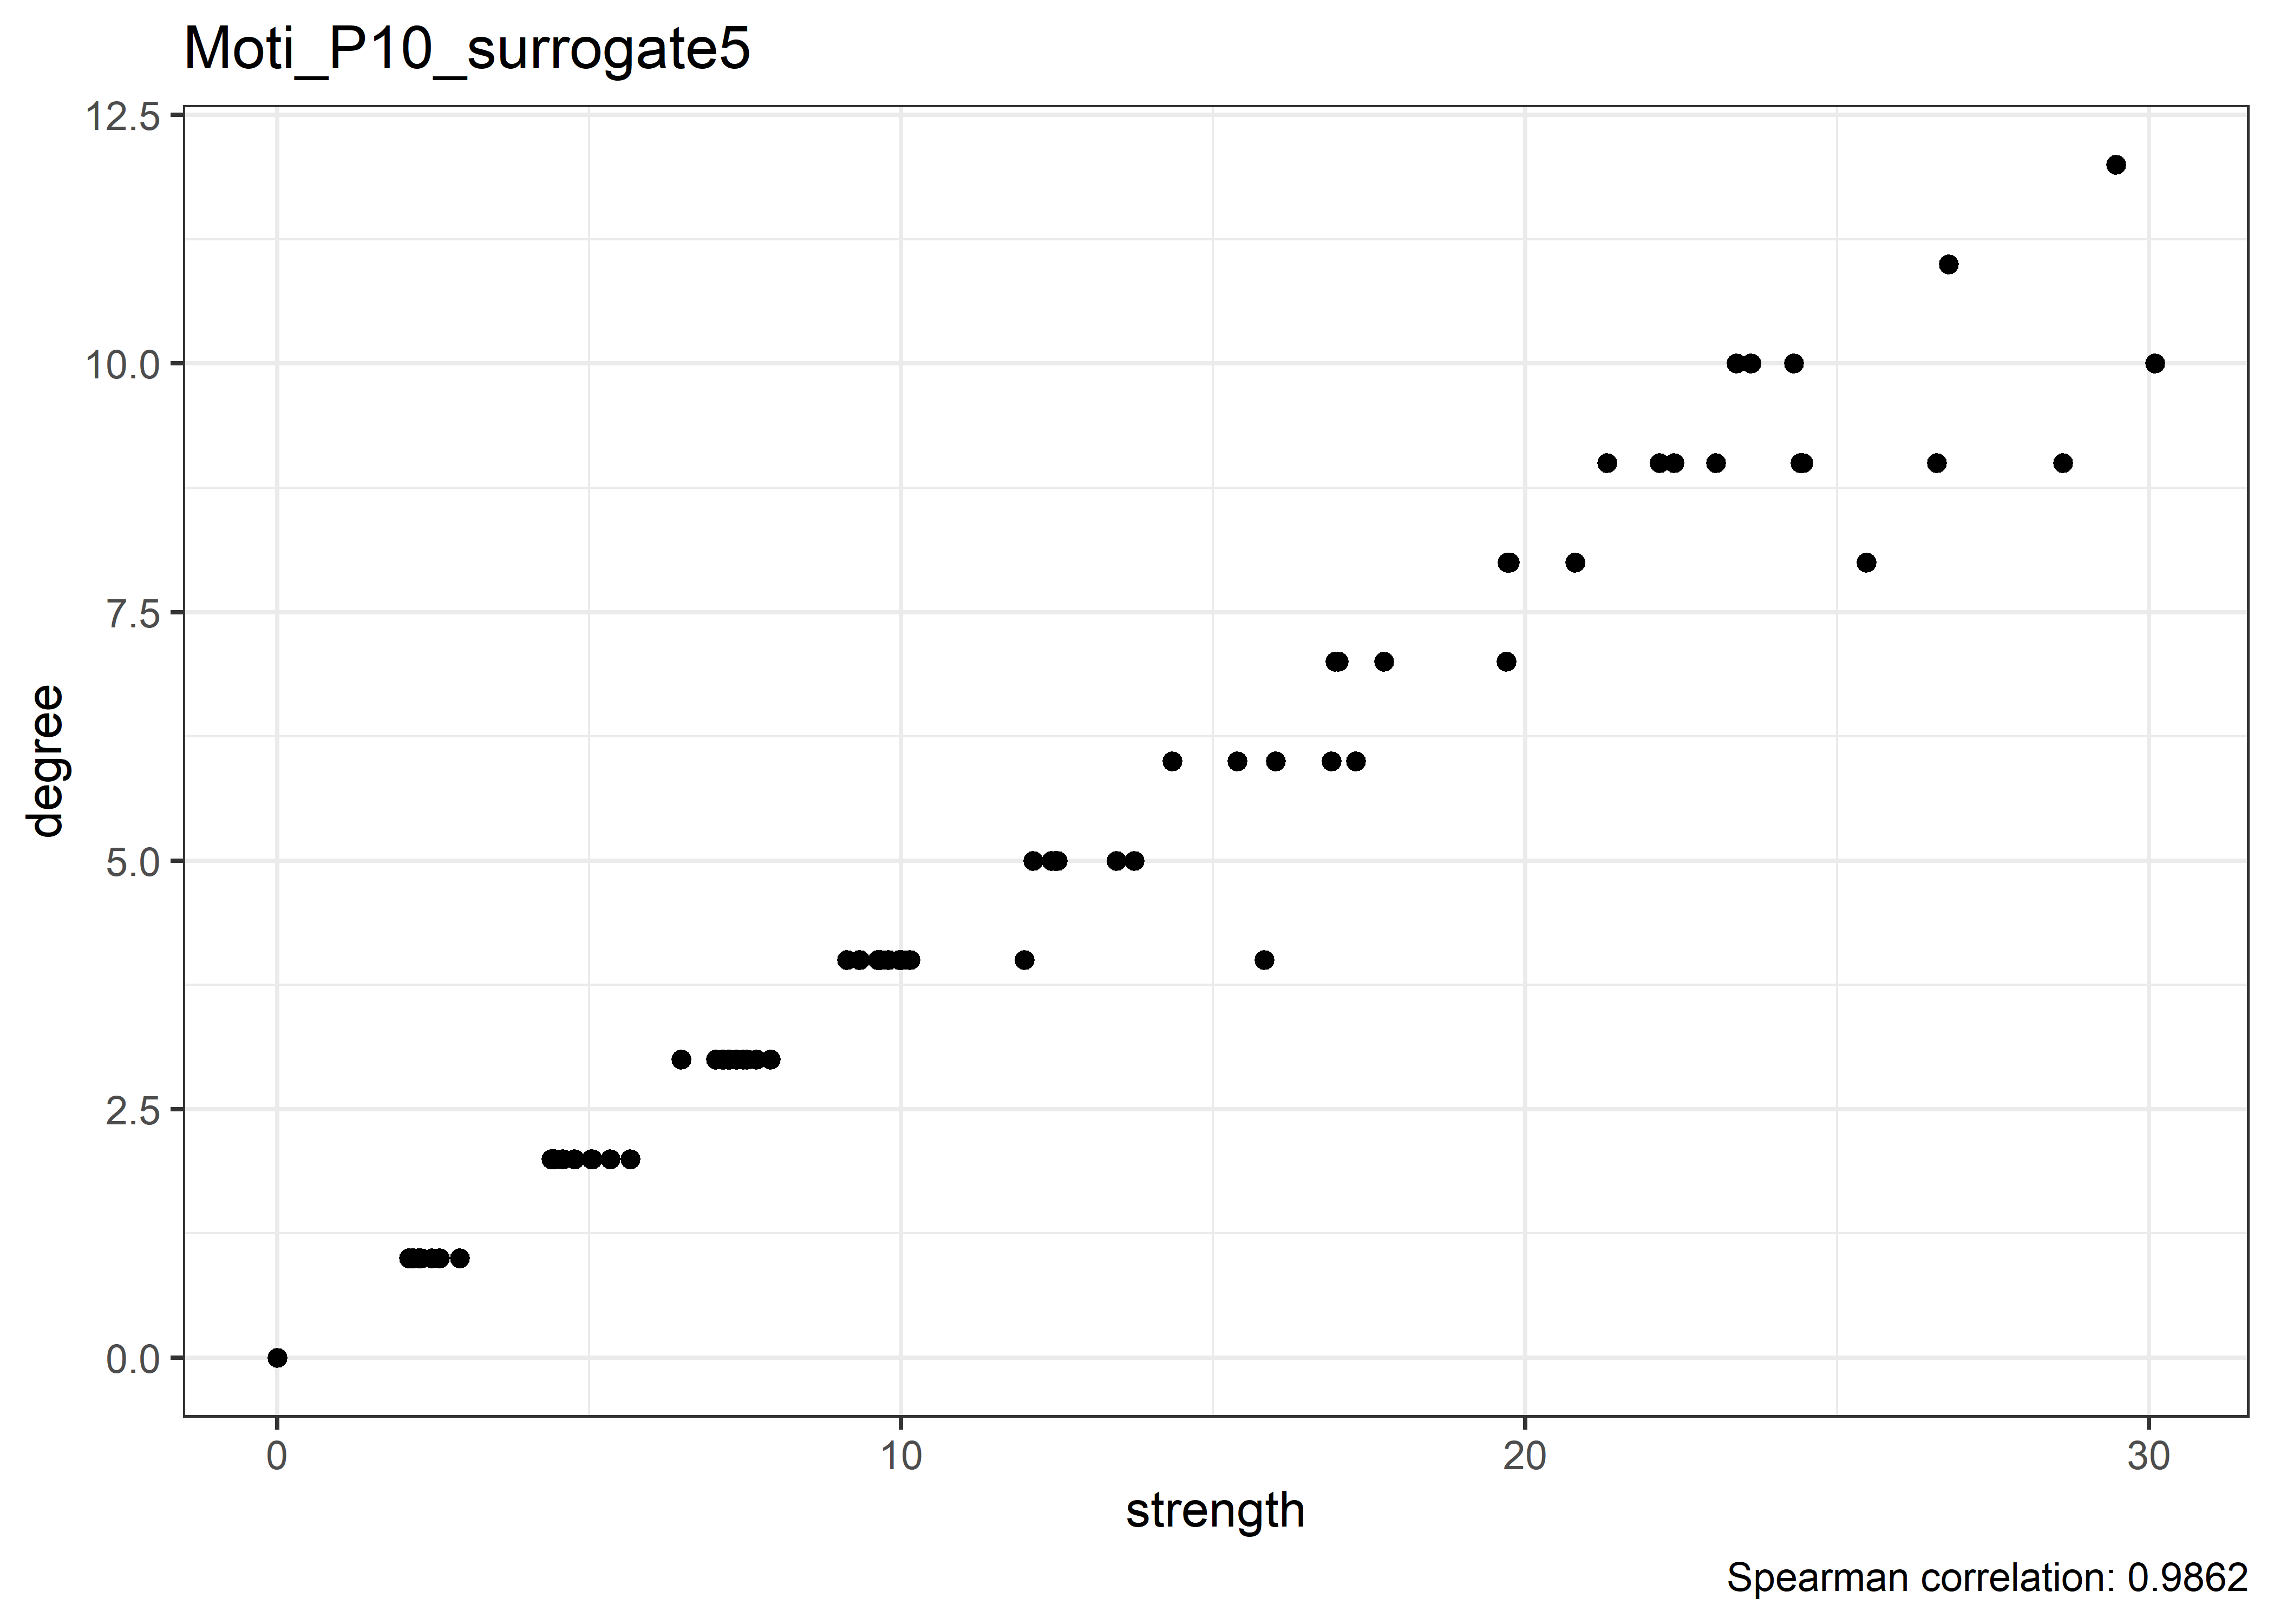 Moti_P10_surrogate5
12.5
10.0
7.5
5.0
2.5
0.0
degree
0 10 20 30
strength
Spearman correlation: 0.9862